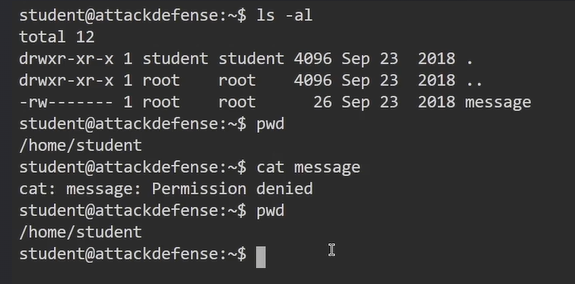 student@attackdefense:~$ ls -al
total 12
drwxr-xr-x 1 student student 4096 Sep 23  2018 .
drwxr-xr-x 1 root    root    4096 Sep 23  2018 ..
-rw------- 1 root    root      26 Sep 23  2018 message
student@attackdefense:~$ pwd
/home/student
student@attackdefense:~$ cat message
cat: message: Permission denied
student@attackdefense:~$ pwd
/home/student
student@attackdefense:~$